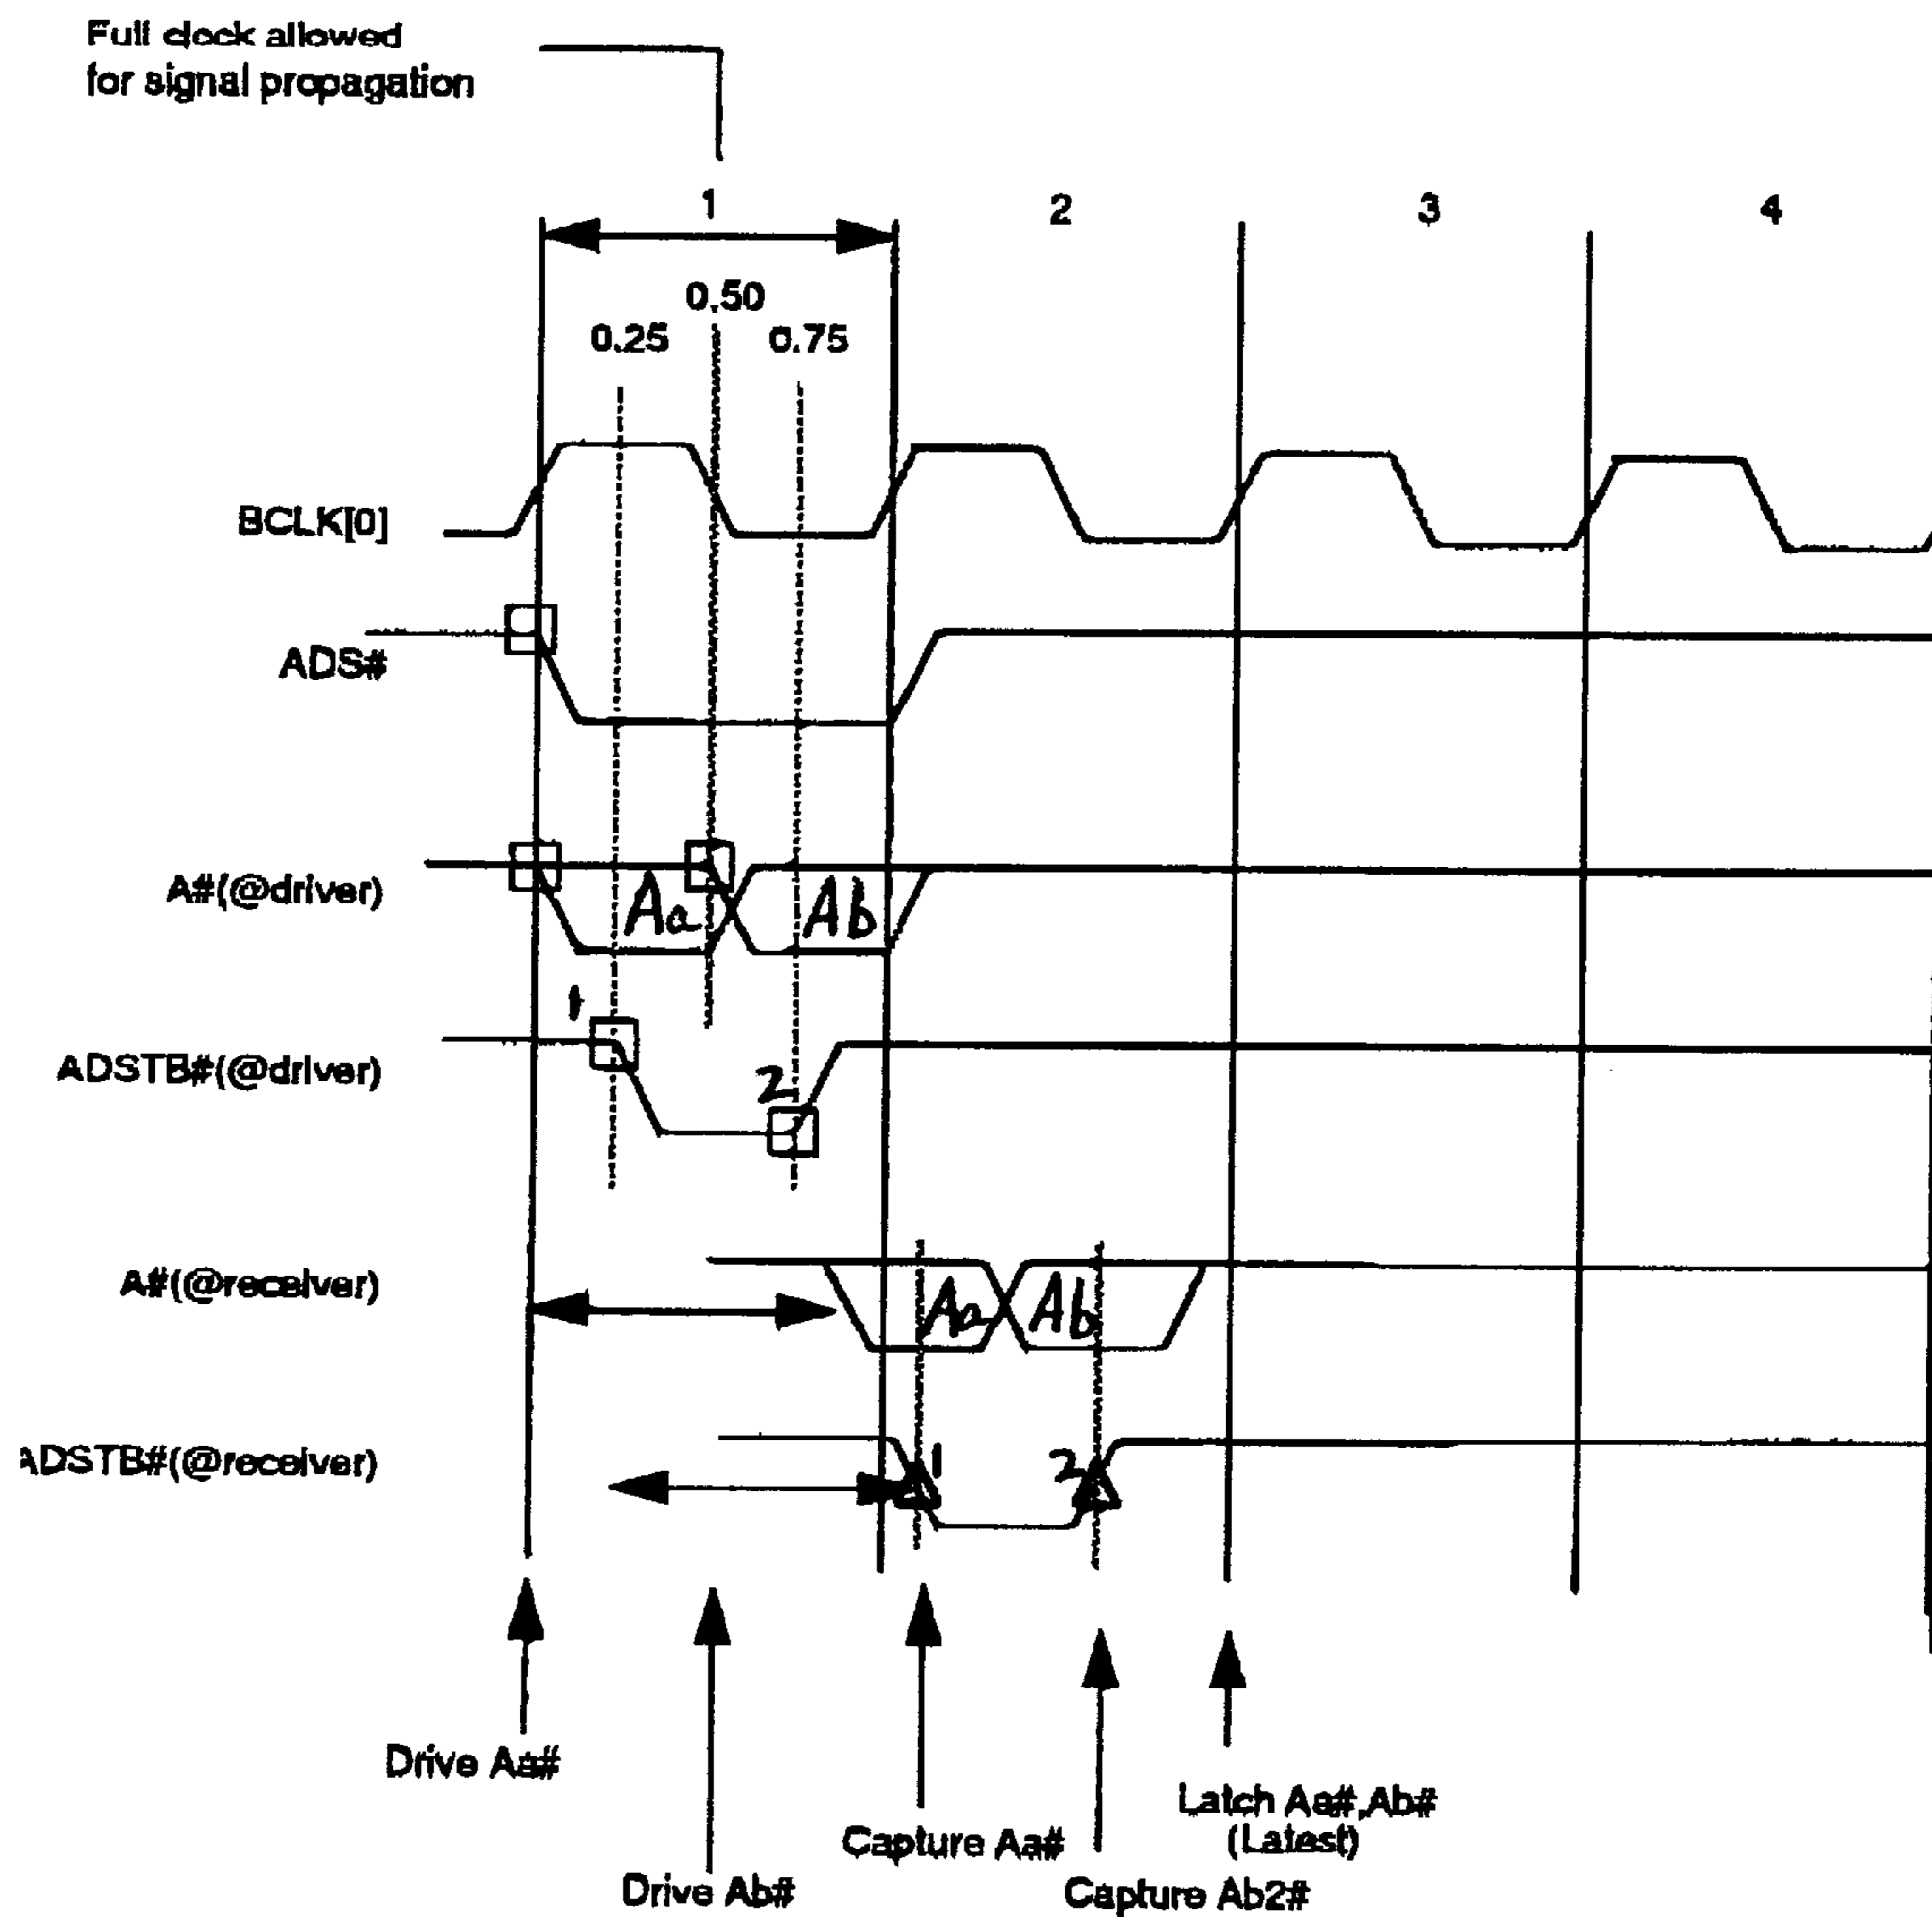 Full clock allowed
for signal propagation
1 2 3 4
0.50
0.25 0.75
BCLK[0]
ADS#
A#(@driver)
Aa Ab
1
ADSTB#(@driver)
2
A#(@receiver)
Aa Ab
ADSTB#(@receiver)
1 2
Drive Aa#
Latch Aa#,Ab#
(Latest)
Capture Aa#
Drive Ab#
Capture Ab2#